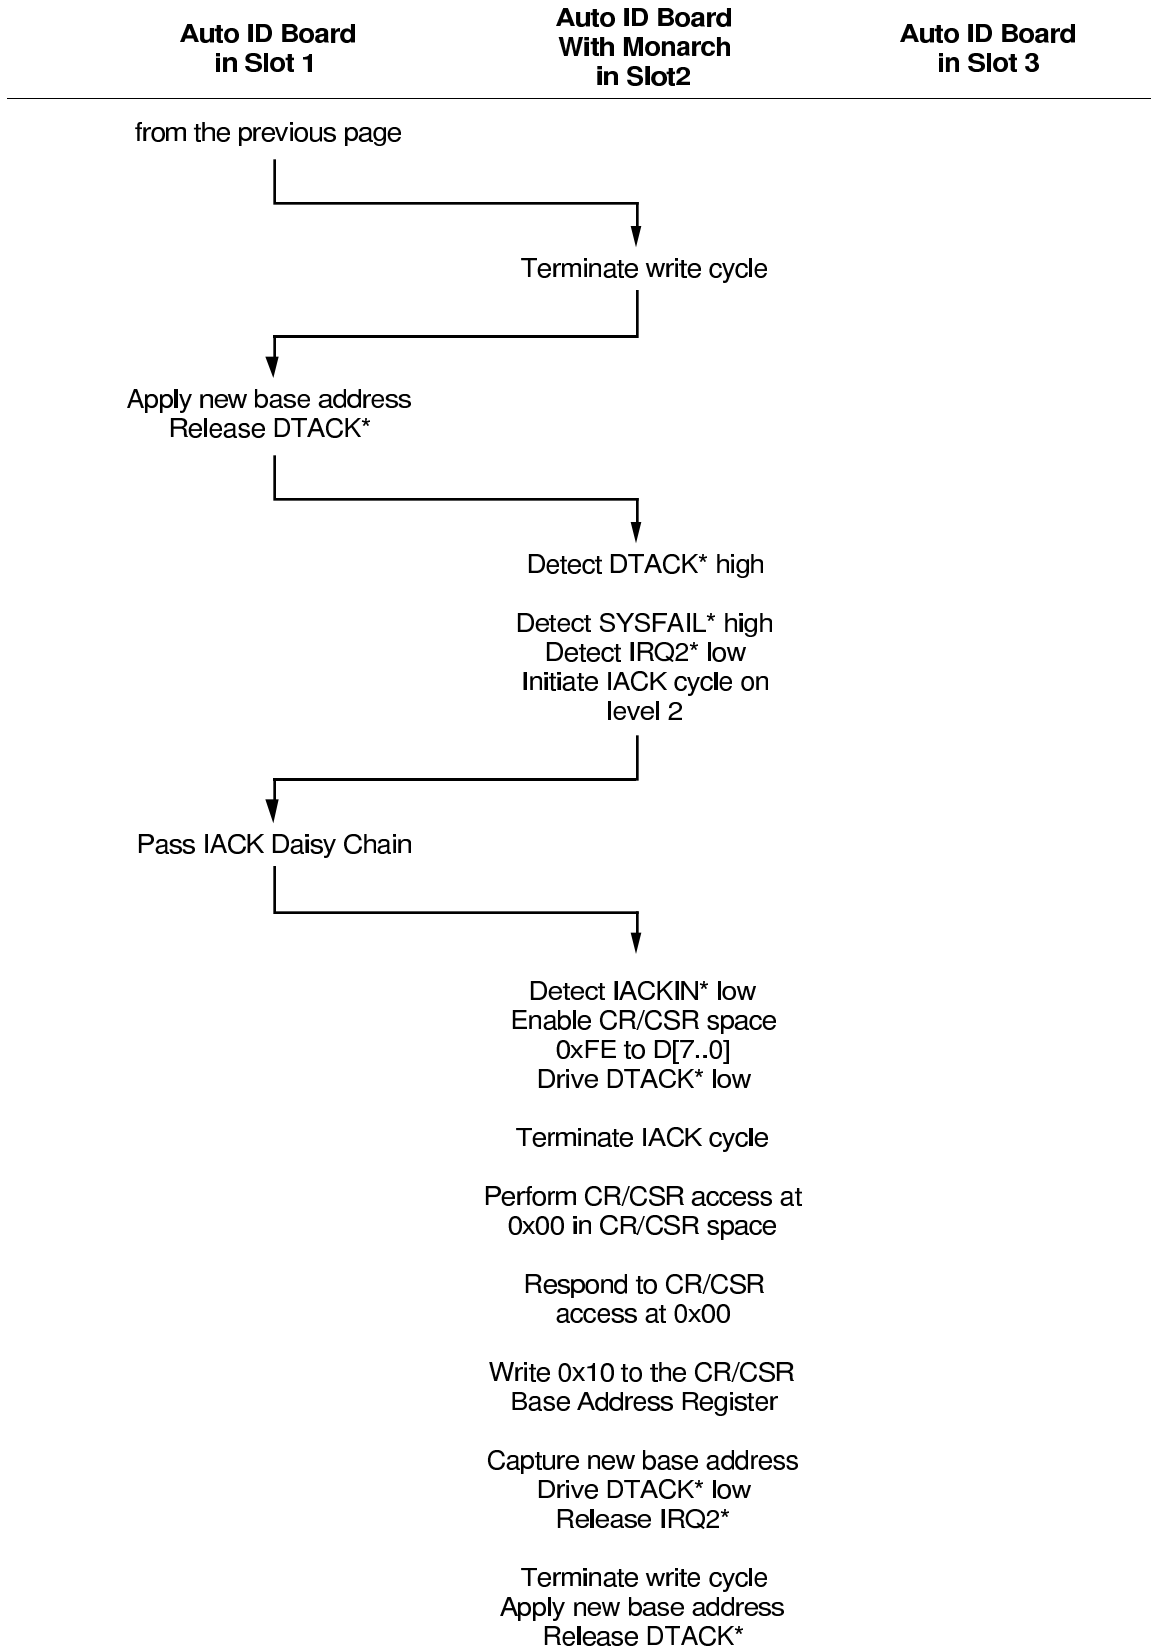 Auto ID Board
in Slot 1
Auto ID Board
With Monarch
in Slot2
Auto ID Board
in Slot 3
from the previous page
Terminate write cycle
Apply new base address
Release DTACK*
Detect DTACK* high
Detect SYSFAIL* high
Detect IRQ2* low
Initiate IACK cycle on
level 2
Pass IACK Daisy Chain
Detect IACKIN* low
Enable CR/CSR space
0xFE to D[7..0]
Drive DTACK* low
Terminate IACK cycle
Perform CR/CSR access at
0x00 in CR/CSR space
Respond to CR/CSR
access at 0x00
Write 0x10 to the CR/CSR
Base Address Register
Capture new base address
Drive DTACK* low
Release IRQ2*
Terminate write cycle
Apply new base address
Release DTACK*